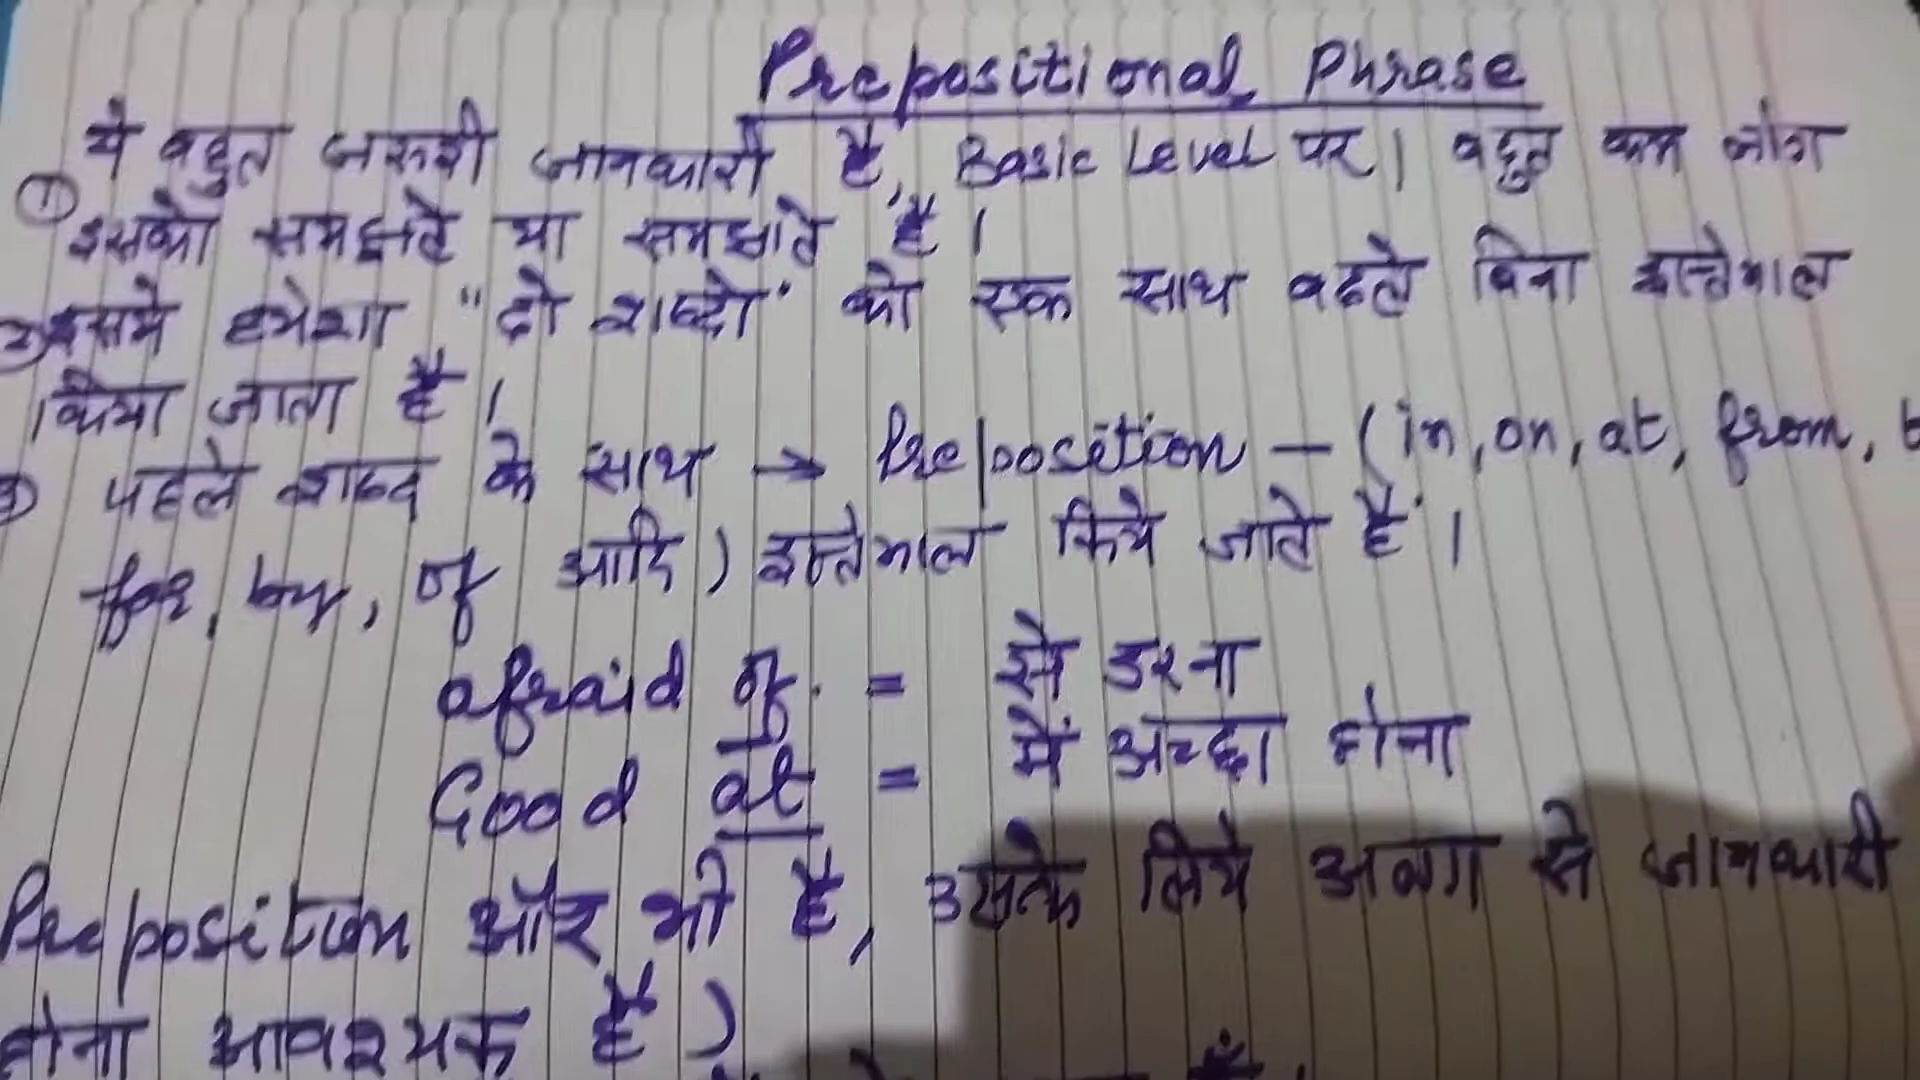 Prepositional Phrase
ये बहुत जरुरी जानकारी है, Basic Level पर। बहुत कम लोग
① इसको समझते या समझाते है।
2) इसमे हमेशा "दो शब्दो" को एक साथ बदले बिना इस्तेमाल
किया जाता है।
③ पहले शब्द के साथ → Preposition – (in, on, at, from,
for, by, of आदि) इस्तेमाल किये जाते है।
afraid of = से डरना
Good at = में अच्छा होना
Preposition और भी है, उसके लिये अलग से जानकारी
होना आवश्यक है)